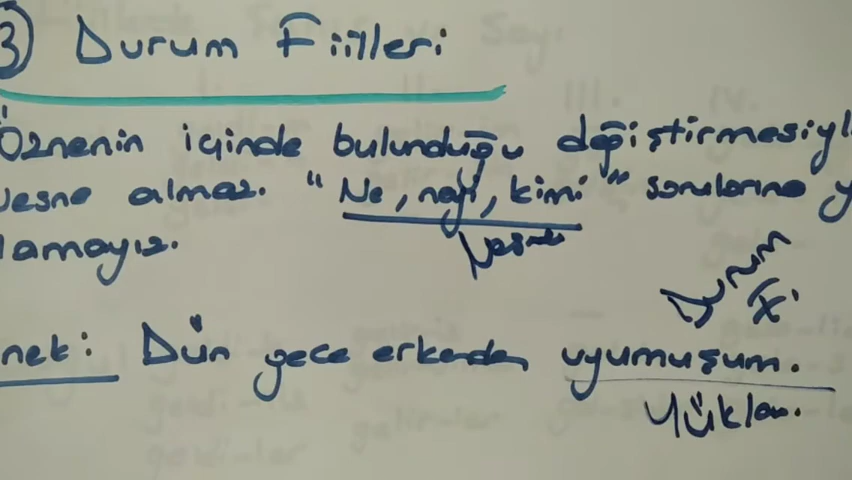 3) Durum Fiilleri
Öznenin içinde bulunduğu değiştirmesiyl
Nesne almaz. "Ne, neyi, kimi" sorularına y
lamayız.
Nesne
Durum
F.
nek: Dün gece erkenden uyumuşum.
Yüklem.